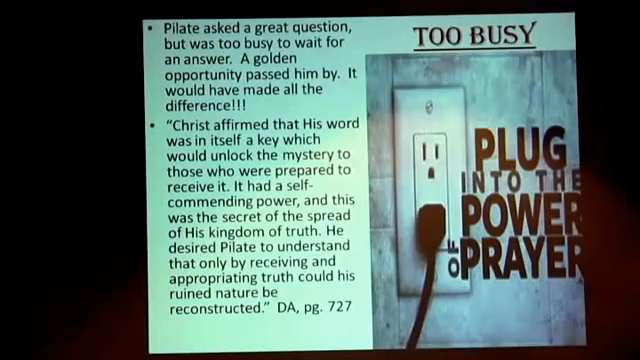 • Pilate asked a great question,
but was too busy to wait for
an answer. A golden
opportunity passed him by. It
would have made all the
difference!!!
• “Christ affirmed that His word
was in itself a key which
would unlock the mystery to
those who were prepared to
receive it. It had a self-
commending power, and this
was the secret of the spread
of His kingdom of truth. He
desired Pilate to understand
that only by receiving and
appropriating truth could his
ruined nature be
reconstructed.” DA, pg. 727
TOO BUSY
PLUG
INTO THE
POWER
OF PRAYER